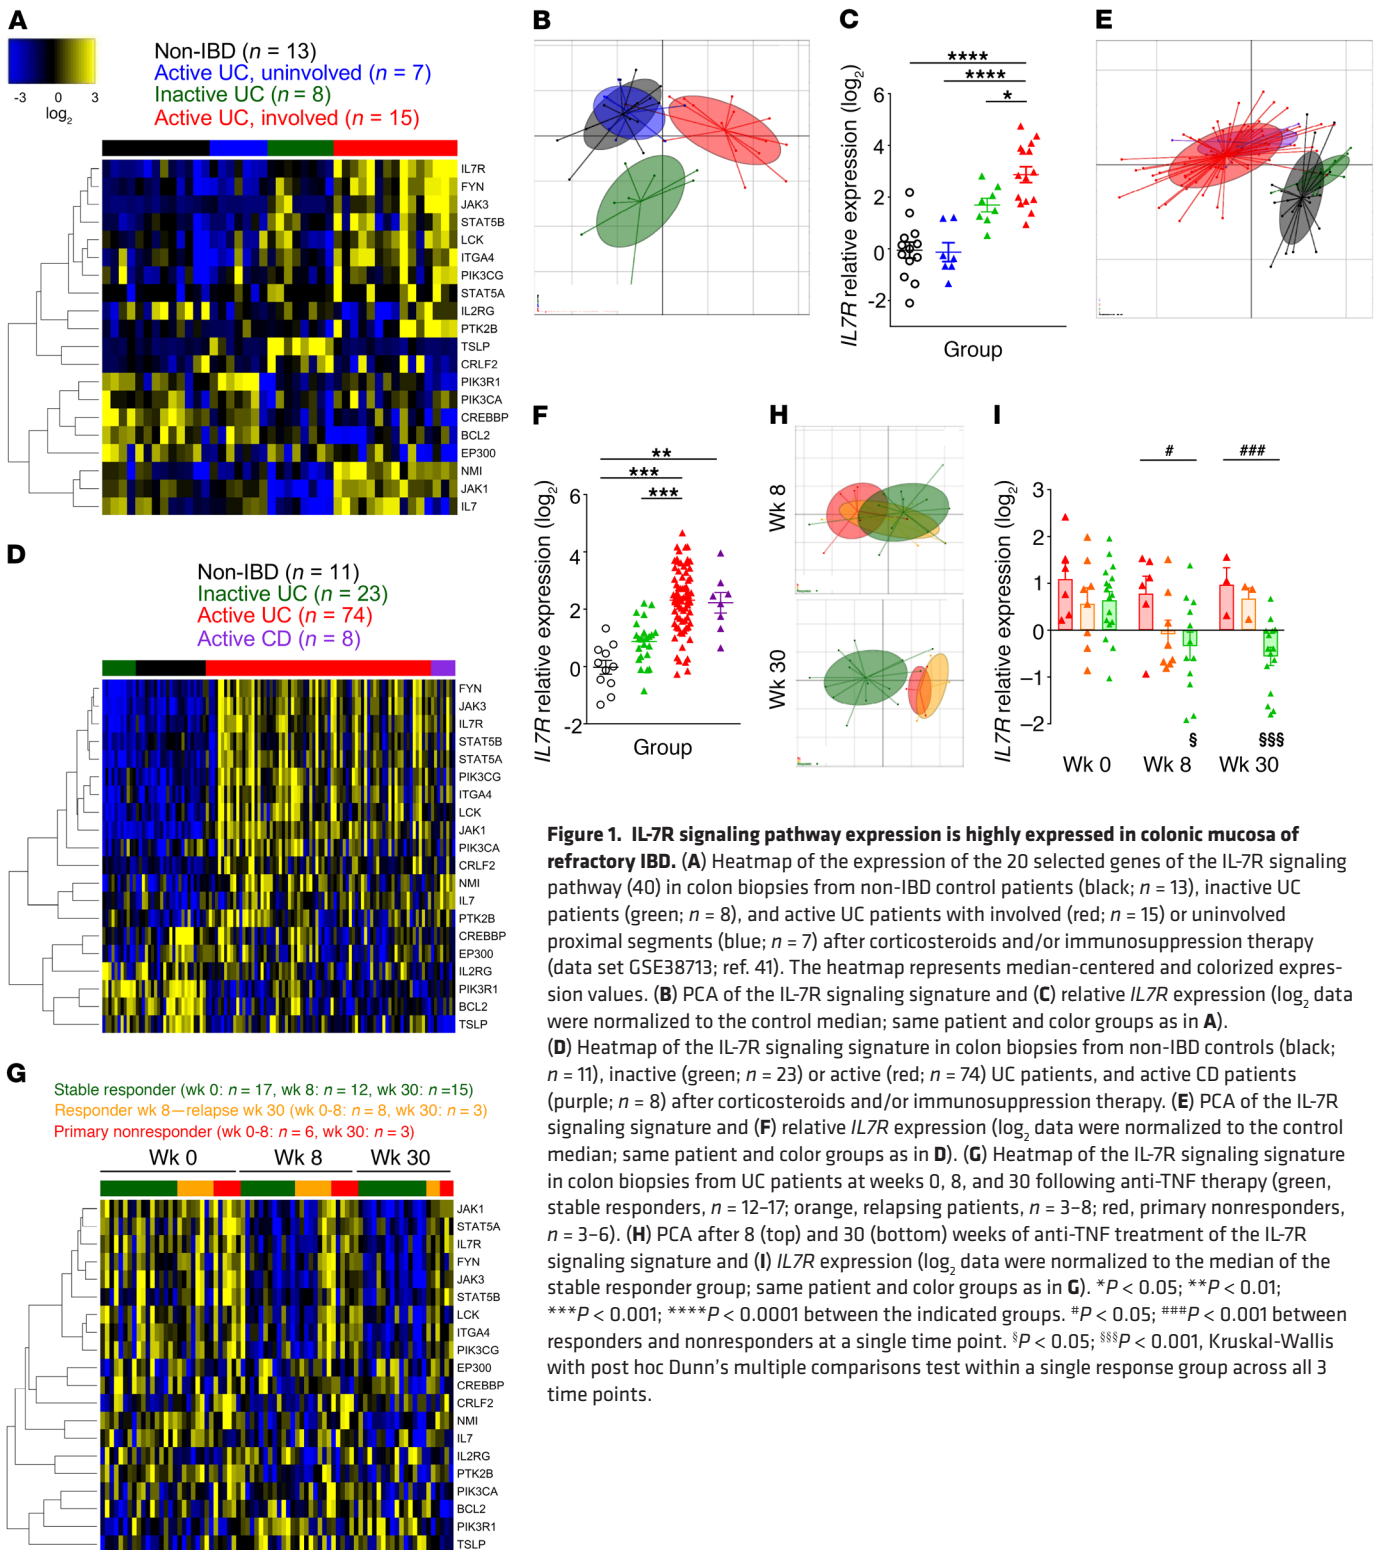 A
-3 0 3
log2
Non-IBD (n = 13)
Active UC, uninvolved (n = 7)
Inactive UC (n = 8)
Active UC, involved (n = 15)
IL7R
FYN
JAK3
STAT5B
LCK
ITGA4
PIK3CG
STAT5A
IL2RG
PTK2B
TSLP
CRLF2
PIK3R1
PIK3CA
CREBBP
BCL2
EP300
NMI
JAK1
IL7
B
C
IL7R relative expression (log2)
6
4
2
0
-2
****
****
*
Group
E
D
Non-IBD (n = 11)
Inactive UC (n = 23)
Active UC (n = 74)
Active CD (n = 8)
FYN
JAK3
IL7R
STAT5B
STAT5A
PIK3CG
ITGA4
LCK
JAK1
PIK3CA
CRLF2
NMI
IL7
PTK2B
CREBBP
EP300
IL2RG
PIK3R1
BCL2
TSLP
F
IL7R relative expression (log2)
6
4
2
0
-2
**
***
***
Group
H
Wk 8
Wk 30
I
IL7R relative expression (log2)
3
2
1
0
−1
−2
#
###
§
§§§
Wk 0 Wk 8 Wk 30
G
Stable responder (wk 0: n = 17, wk 8: n = 12, wk 30: n =15)
Responder wk 8—relapse wk 30 (wk 0-8: n = 8, wk 30: n = 3)
Primary nonresponder (wk 0-8: n = 6, wk 30: n = 3)
Wk 0 Wk 8 Wk 30
JAK1
STAT5A
IL7R
FYN
JAK3
STAT5B
LCK
ITGA4
PIK3CG
EP300
CREBBP
CRLF2
NMI
IL7
IL2RG
PTK2B
PIK3CA
BCL2
PIK3R1
TSLP
Figure 1. IL-7R signaling pathway expression is highly expressed in colonic mucosa of
refractory IBD. (A) Heatmap of the expression of the 20 selected genes of the IL-7R signaling
pathway (40) in colon biopsies from non-IBD control patients (black; n = 13), inactive UC
patients (green; n = 8), and active UC patients with involved (red; n = 15) or uninvolved
proximal segments (blue; n = 7) after corticosteroids and/or immunosuppression therapy
(data set GSE38713; ref. 41). The heatmap represents median-centered and colorized expres-
sion values. (B) PCA of the IL-7R signaling signature and (C) relative IL7R expression (log2 data
were normalized to the control median; same patient and color groups as in A).
(D) Heatmap of the IL-7R signaling signature in colon biopsies from non-IBD controls (black;
n = 11), inactive (green; n = 23) or active (red; n = 74) UC patients, and active CD patients
(purple; n = 8) after corticosteroids and/or immunosuppression therapy. (E) PCA of the IL-7R
signaling signature and (F) relative IL7R expression (log2 data were normalized to the control
median; same patient and color groups as in D). (G) Heatmap of the IL-7R signaling signature
in colon biopsies from UC patients at weeks 0, 8, and 30 following anti-TNF therapy (green,
stable responders, n = 12–17; orange, relapsing patients, n = 3–8; red, primary nonresponders,
n = 3–6). (H) PCA after 8 (top) and 30 (bottom) weeks of anti-TNF treatment of the IL-7R
signaling signature and (I) IL7R expression (log2 data were normalized to the median of the
stable responder group; same patient and color groups as in G). *P < 0.05; **P < 0.01;
***P < 0.001; ****P < 0.0001 between the indicated groups. #P < 0.05; ###P < 0.001 between
responders and nonresponders at a single time point. §P < 0.05; §§§P < 0.001, Kruskal-Wallis
with post hoc Dunn's multiple comparisons test within a single response group across all 3
time points.